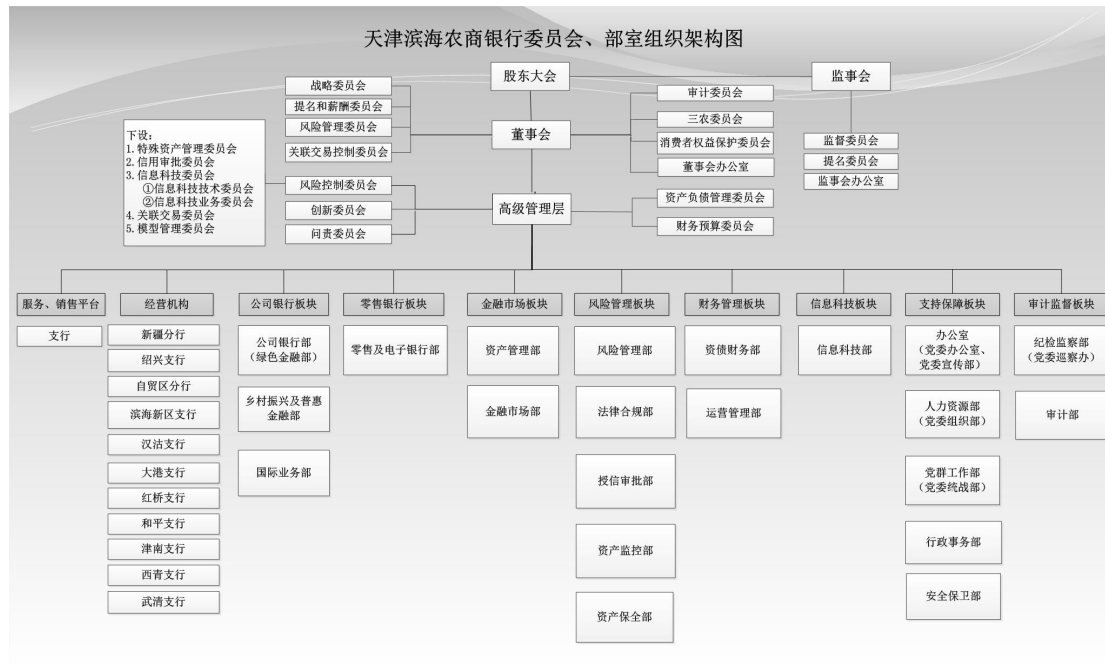 天津滨海农商银行委员会、部室组织架构图
股东大会
监事会
战略委员会
提名和薪酬委员会
风险管理委员会
关联交易控制委员会
董事会
审计委员会
三农委员会
消费者权益保护委员会
董事会办公室
监督委员会
提名委员会
监事会办公室
下设：
1. 特殊资产管理委员会
2. 信用审批委员会
3. 信息科技委员会
①信息科技技术委员会
②信息科技业务委员会
4. 关联交易委员会
5. 模型管理委员会
风险控制委员会
创新委员会
问责委员会
高级管理层
资产负债管理委员会
财务预算委员会
服务、销售平台
支行
经营机构
新疆分行
绍兴支行
自贸区分行
滨海新区支行
汉沽支行
大港支行
红桥支行
和平支行
津南支行
西青支行
武清支行
公司银行板块
公司银行部
（绿色金融部）
乡村振兴及普惠
金融部
国际业务部
零售银行板块
零售及电子银行部
金融市场板块
资产管理部
金融市场部
风险管理板块
风险管理部
法律合规部
授信审批部
资产监控部
资产保全部
财务管理板块
资债财务部
运营管理部
信息科技板块
信息科技部
支持保障板块
办公室
（党委办公室、
党委宣传部）
人力资源部
（党委组织部）
党群工作部
（党委统战部）
行政事务部
安全保卫部
审计监督板块
纪检监察部
（党委巡察办）
审计部